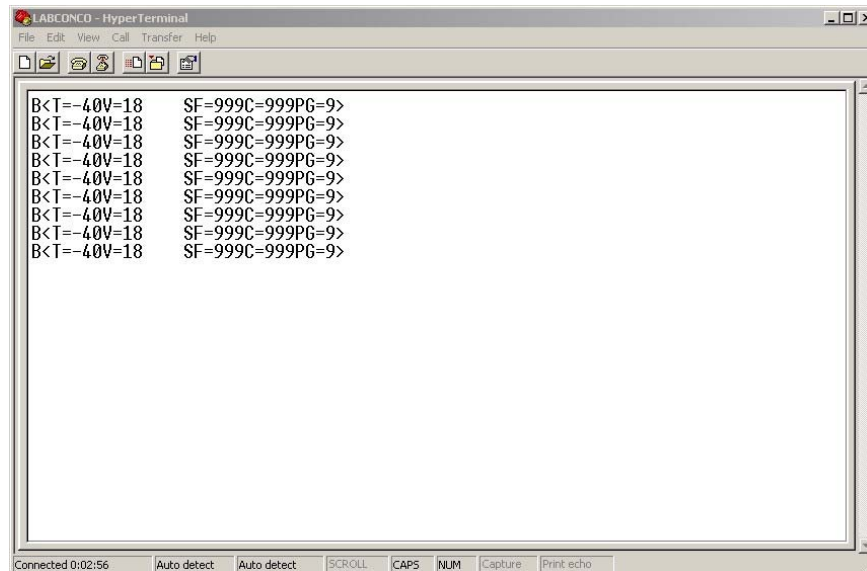 LABCONCO - HyperTerminal
File Edit View Call Transfer Help
B<T=-40V=18    SF=999C=999PG=9>
B<T=-40V=18    SF=999C=999PG=9>
B<T=-40V=18    SF=999C=999PG=9>
B<T=-40V=18    SF=999C=999PG=9>
B<T=-40V=18    SF=999C=999PG=9>
B<T=-40V=18    SF=999C=999PG=9>
B<T=-40V=18    SF=999C=999PG=9>
B<T=-40V=18    SF=999C=999PG=9>
B<T=-40V=18    SF=999C=999PG=9>
Connected 0:02:56 Auto detect Auto detect SCROLL CAPS NUM Capture Print echo